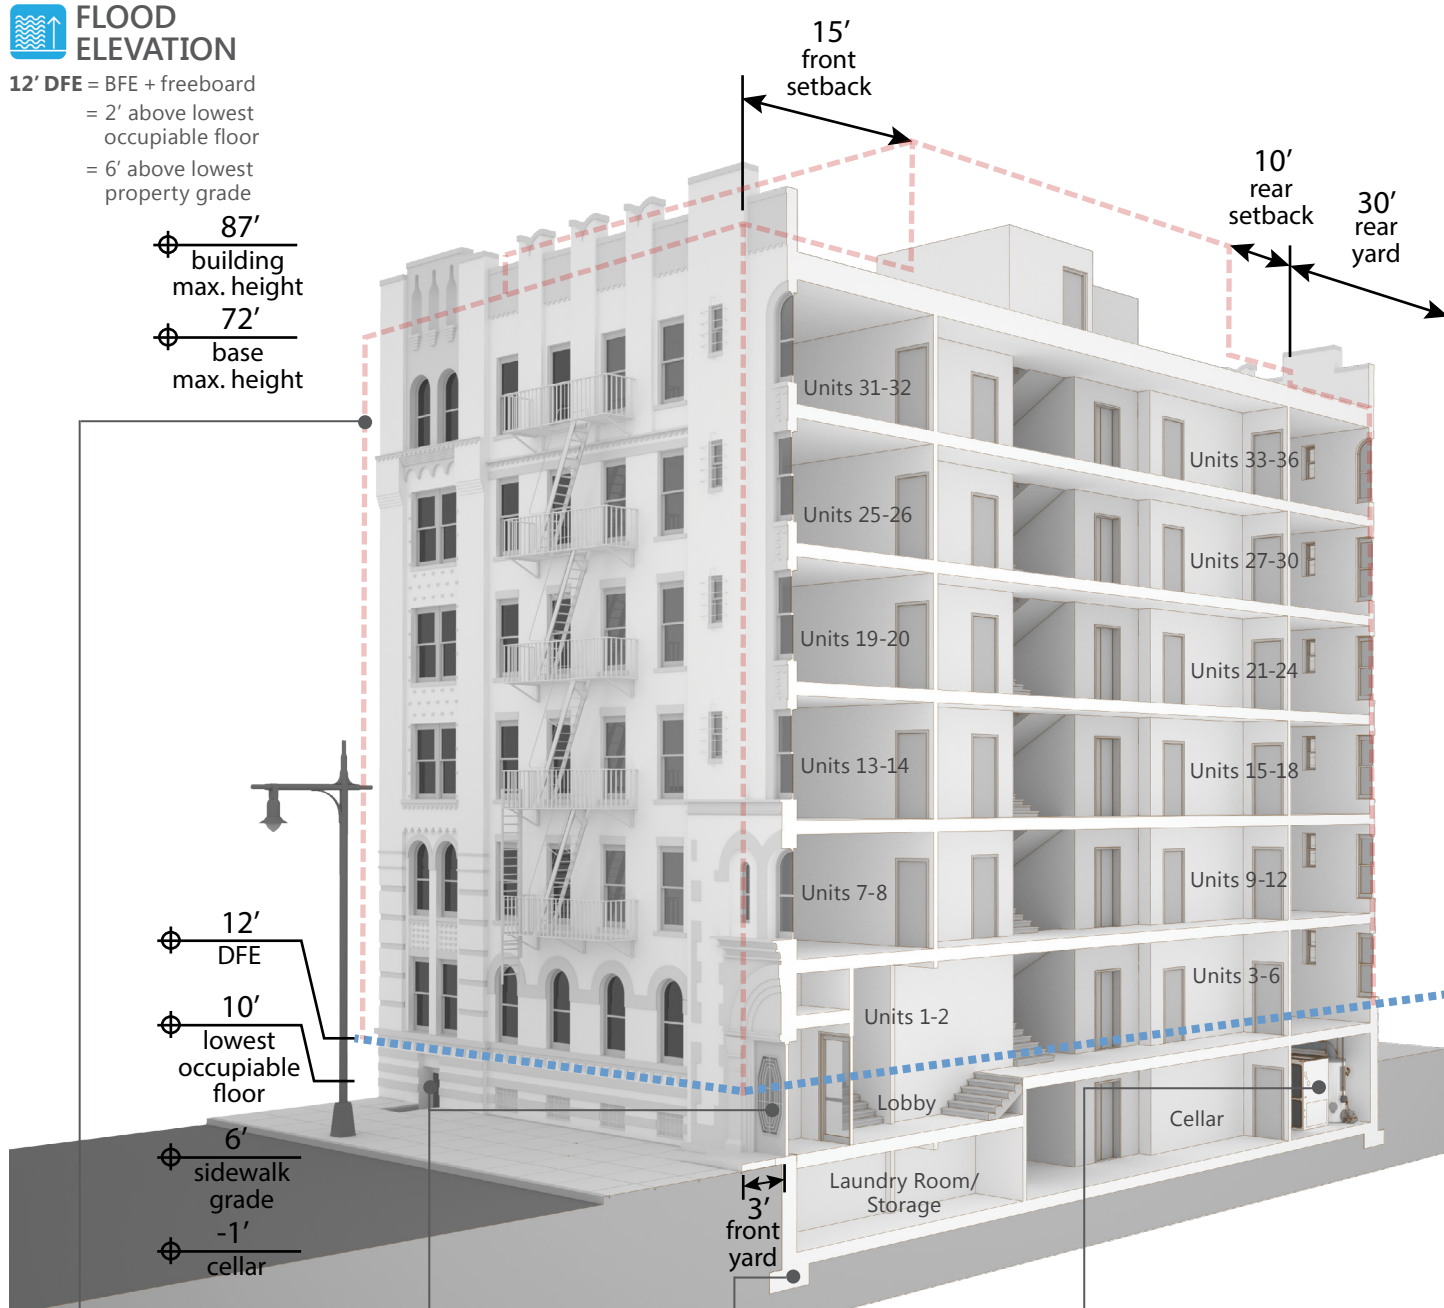 FLOOD
ELEVATION
12′ DFE = BFE + freeboard
= 2′ above lowest
occupiable floor
= 6′ above lowest
property grade
87′
building
max. height
72′
base
max. height
12′
DFE
10′
lowest
occupiable
floor
6′
sidewalk
grade
-1′
cellar
15′
front
setback
10′
rear
setback
30′
rear
yard
Units 31-32
Units 33-36
Units 25-26
Units 27-30
Units 19-20
Units 21-24
Units 13-14
Units 15-18
Units 7-8
Units 9-12
Units 3-6
Units 1-2
Lobby
Cellar
Laundry Room/
Storage
3′
front
yard